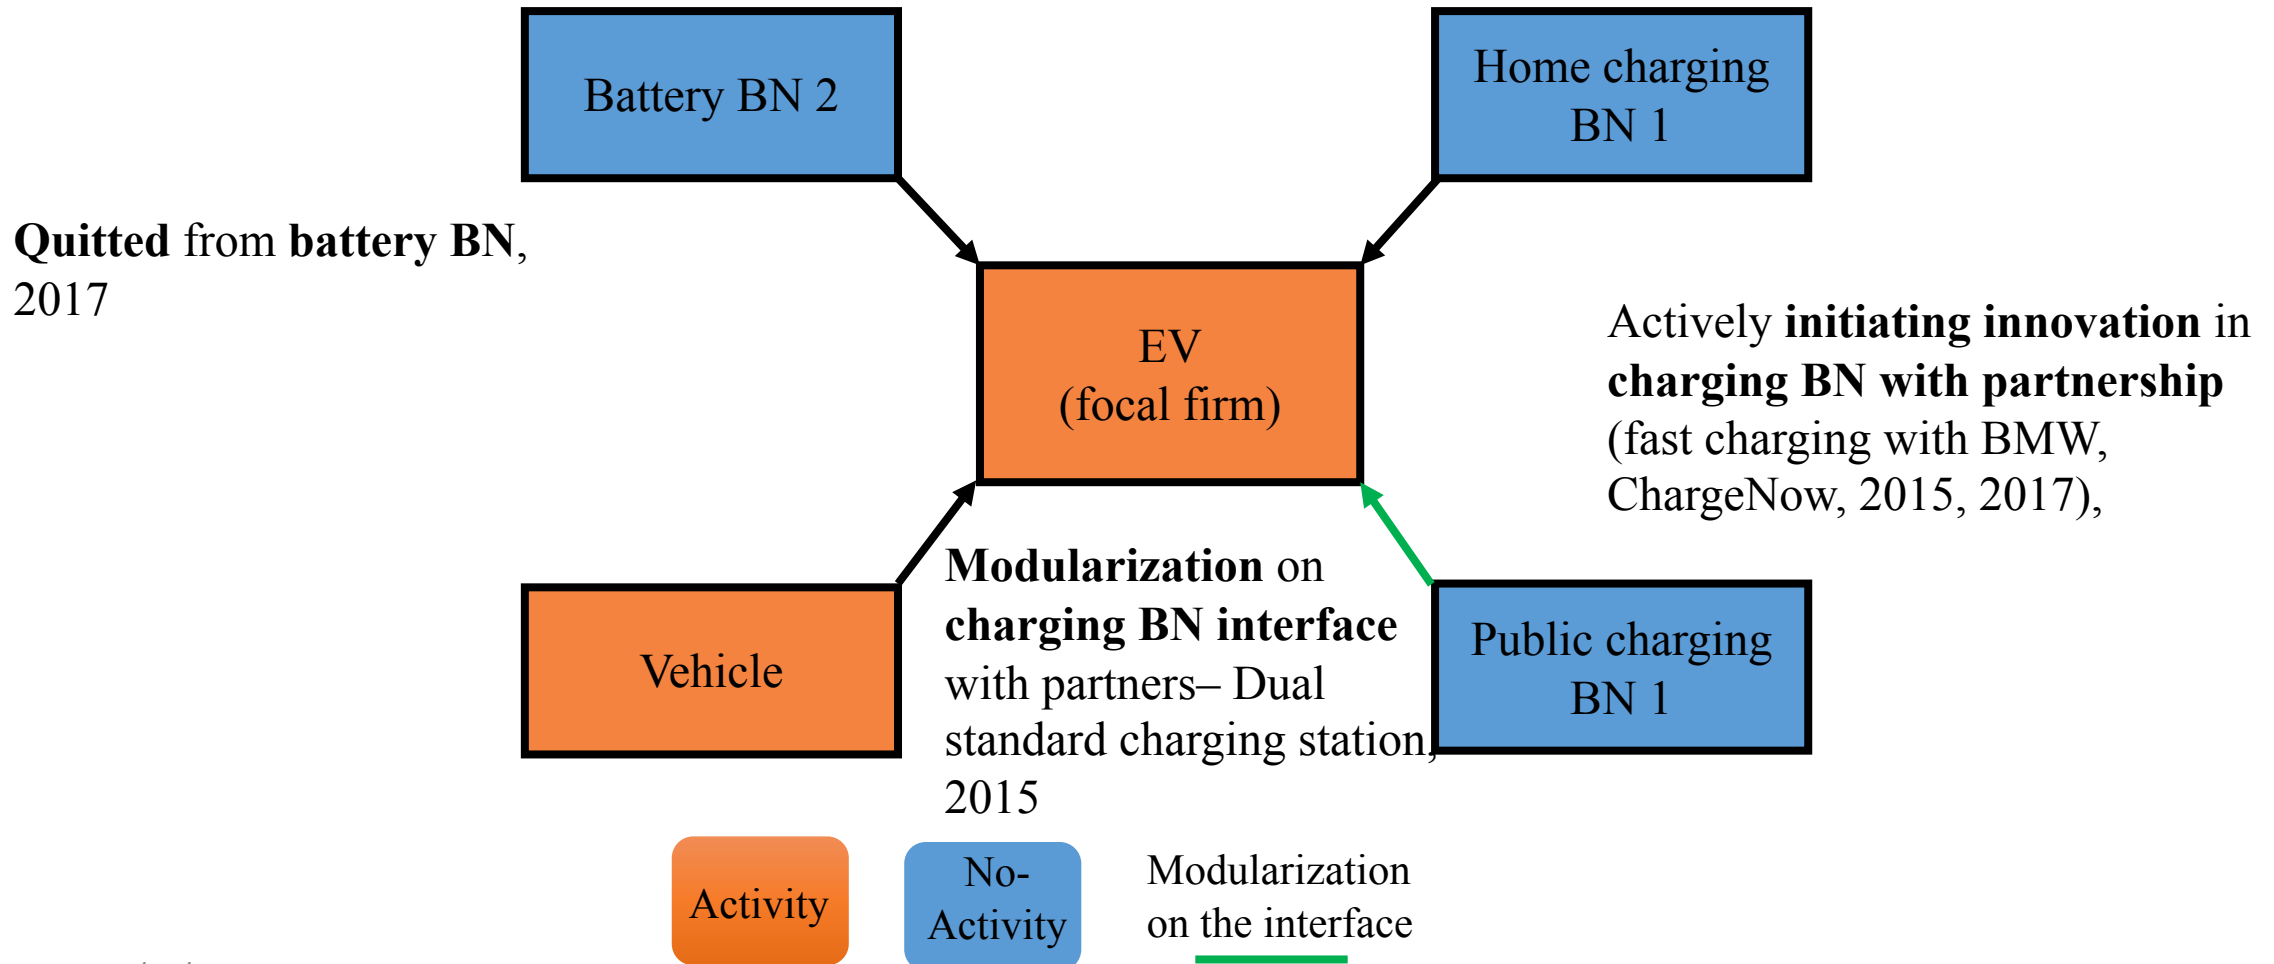 Battery BN 2
Home charging
BN 1
Quitted from battery BN,
2017
EV
(focal firm)
Actively initiating innovation in
charging BN with partnership
(fast charging with BMW,
ChargeNow, 2015, 2017),
Vehicle
Modularization on
charging BN interface
with partners– Dual
standard charging station,
2015
Public charging
BN 1
Activity
No-
Activity
Modularization
on the interface